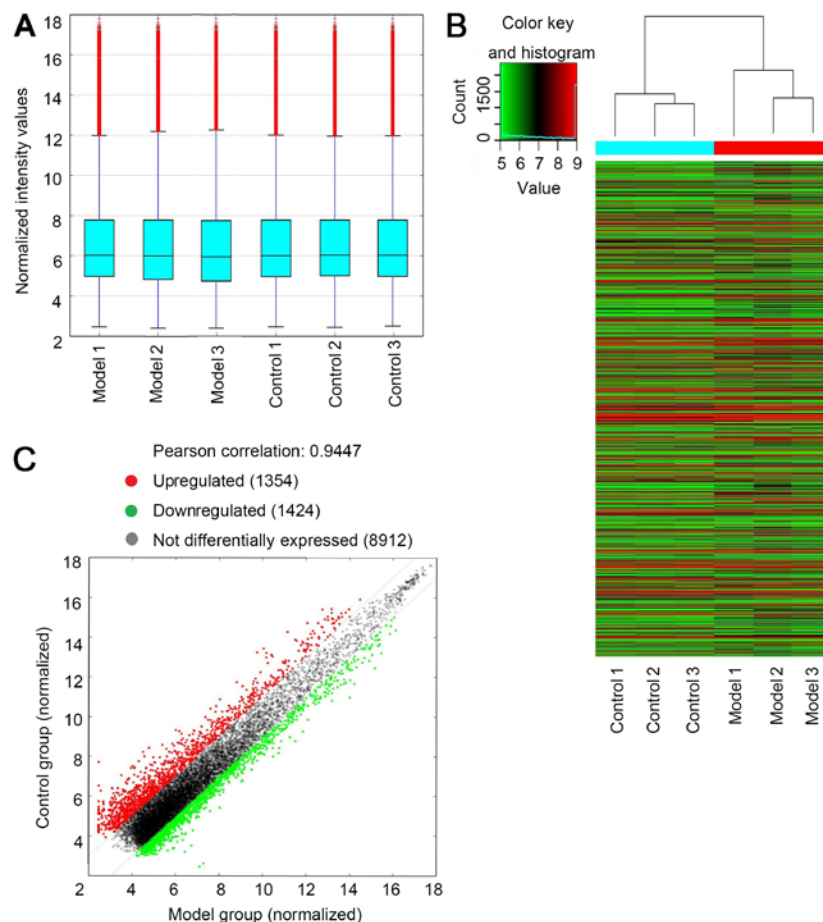 A
18
16
14
12
10
8
6
4
2
Normalized intensity values
Model 1
Model 2
Model 3
Control 1
Control 2
Control 3
B
Color key
and histogram
Count
1500
0
5 6 7 8 9
Value
Control 1
Control 2
Control 3
Model 1
Model 2
Model 3
C
Pearson correlation: 0.9447
Upregulated (1354)
Downregulated (1424)
Not differentially expressed (8912)
18
16
14
12
10
8
6
4
Control group (normalized)
2 4 6 8 10 12 14 16 18
Model group (normalized)